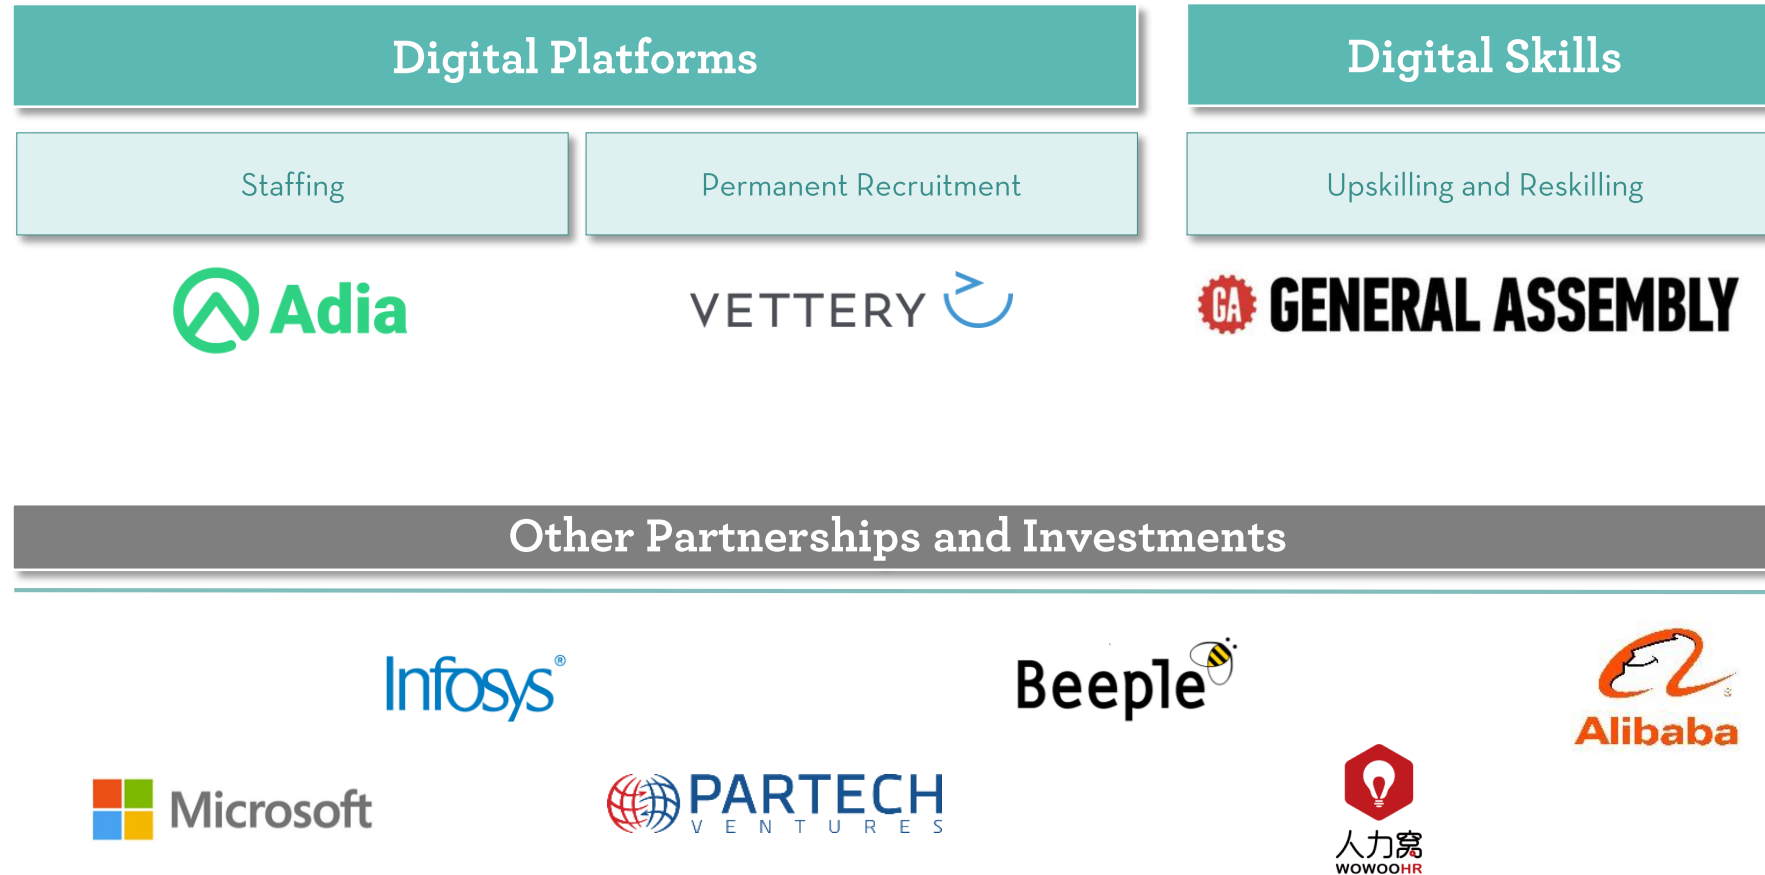 Digital Platforms
Digital Skills
Staffing
Permanent Recruitment
Upskilling and Reskilling
Adia
VETTERY
GA GENERAL ASSEMBLY
Other Partnerships and Investments
Infosys®
Beeple
Alibaba®
Microsoft
PARTECH
VENTURES
人力窝
WOWOOHR